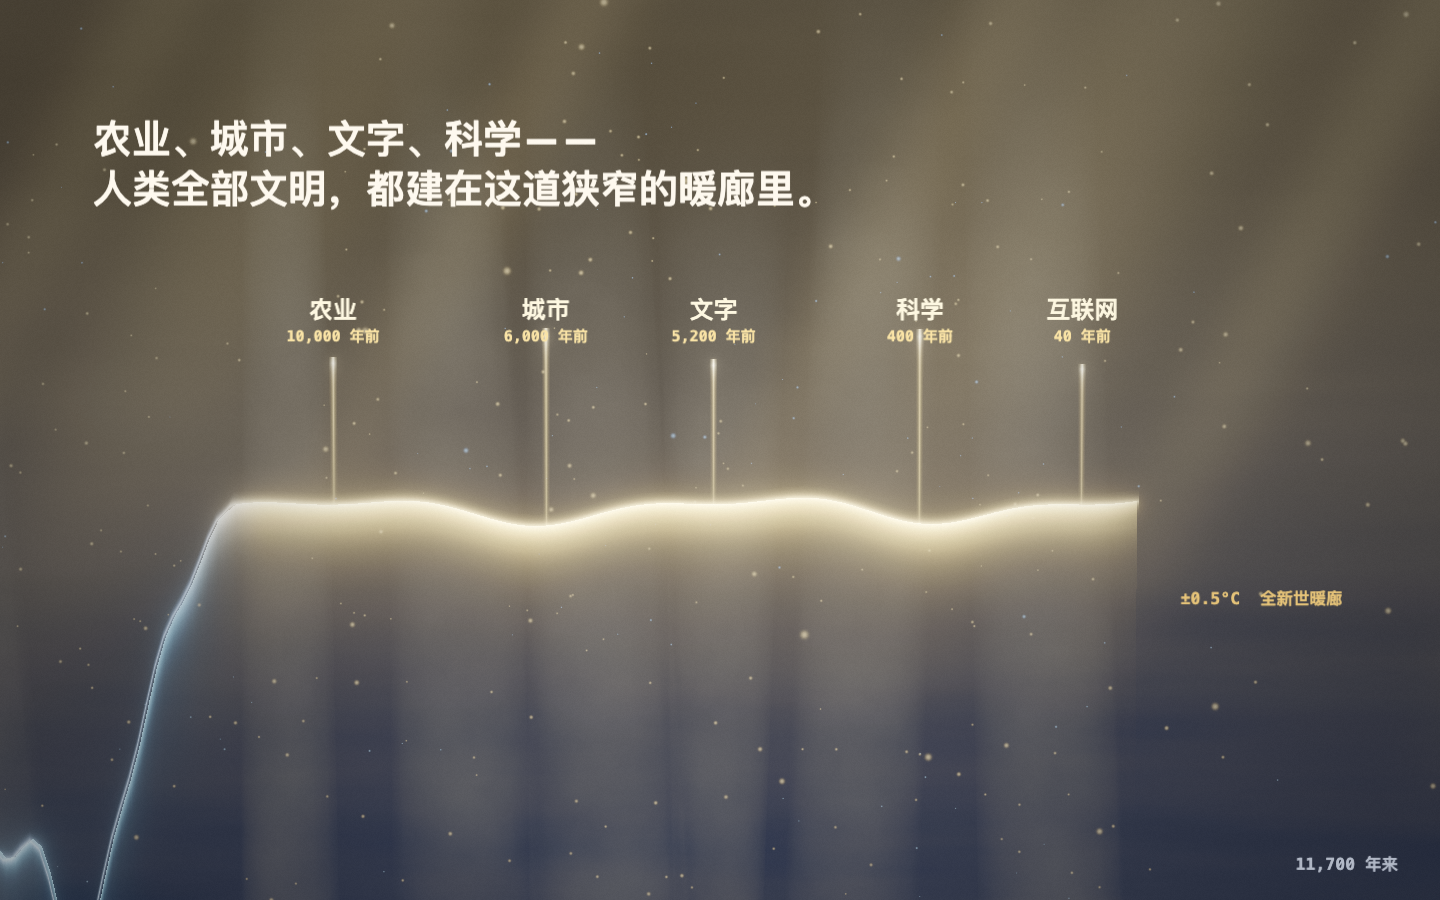 农业、城市、文字、科学——
人类全部文明，都建在这道狭窄的暖廊里。
农业
10,000 年前
城市
6,000 年前
文字
5,200 年前
科学
400 年前
互联网
40 年前
±0.5°C 全新世暖廊
11,700 年来